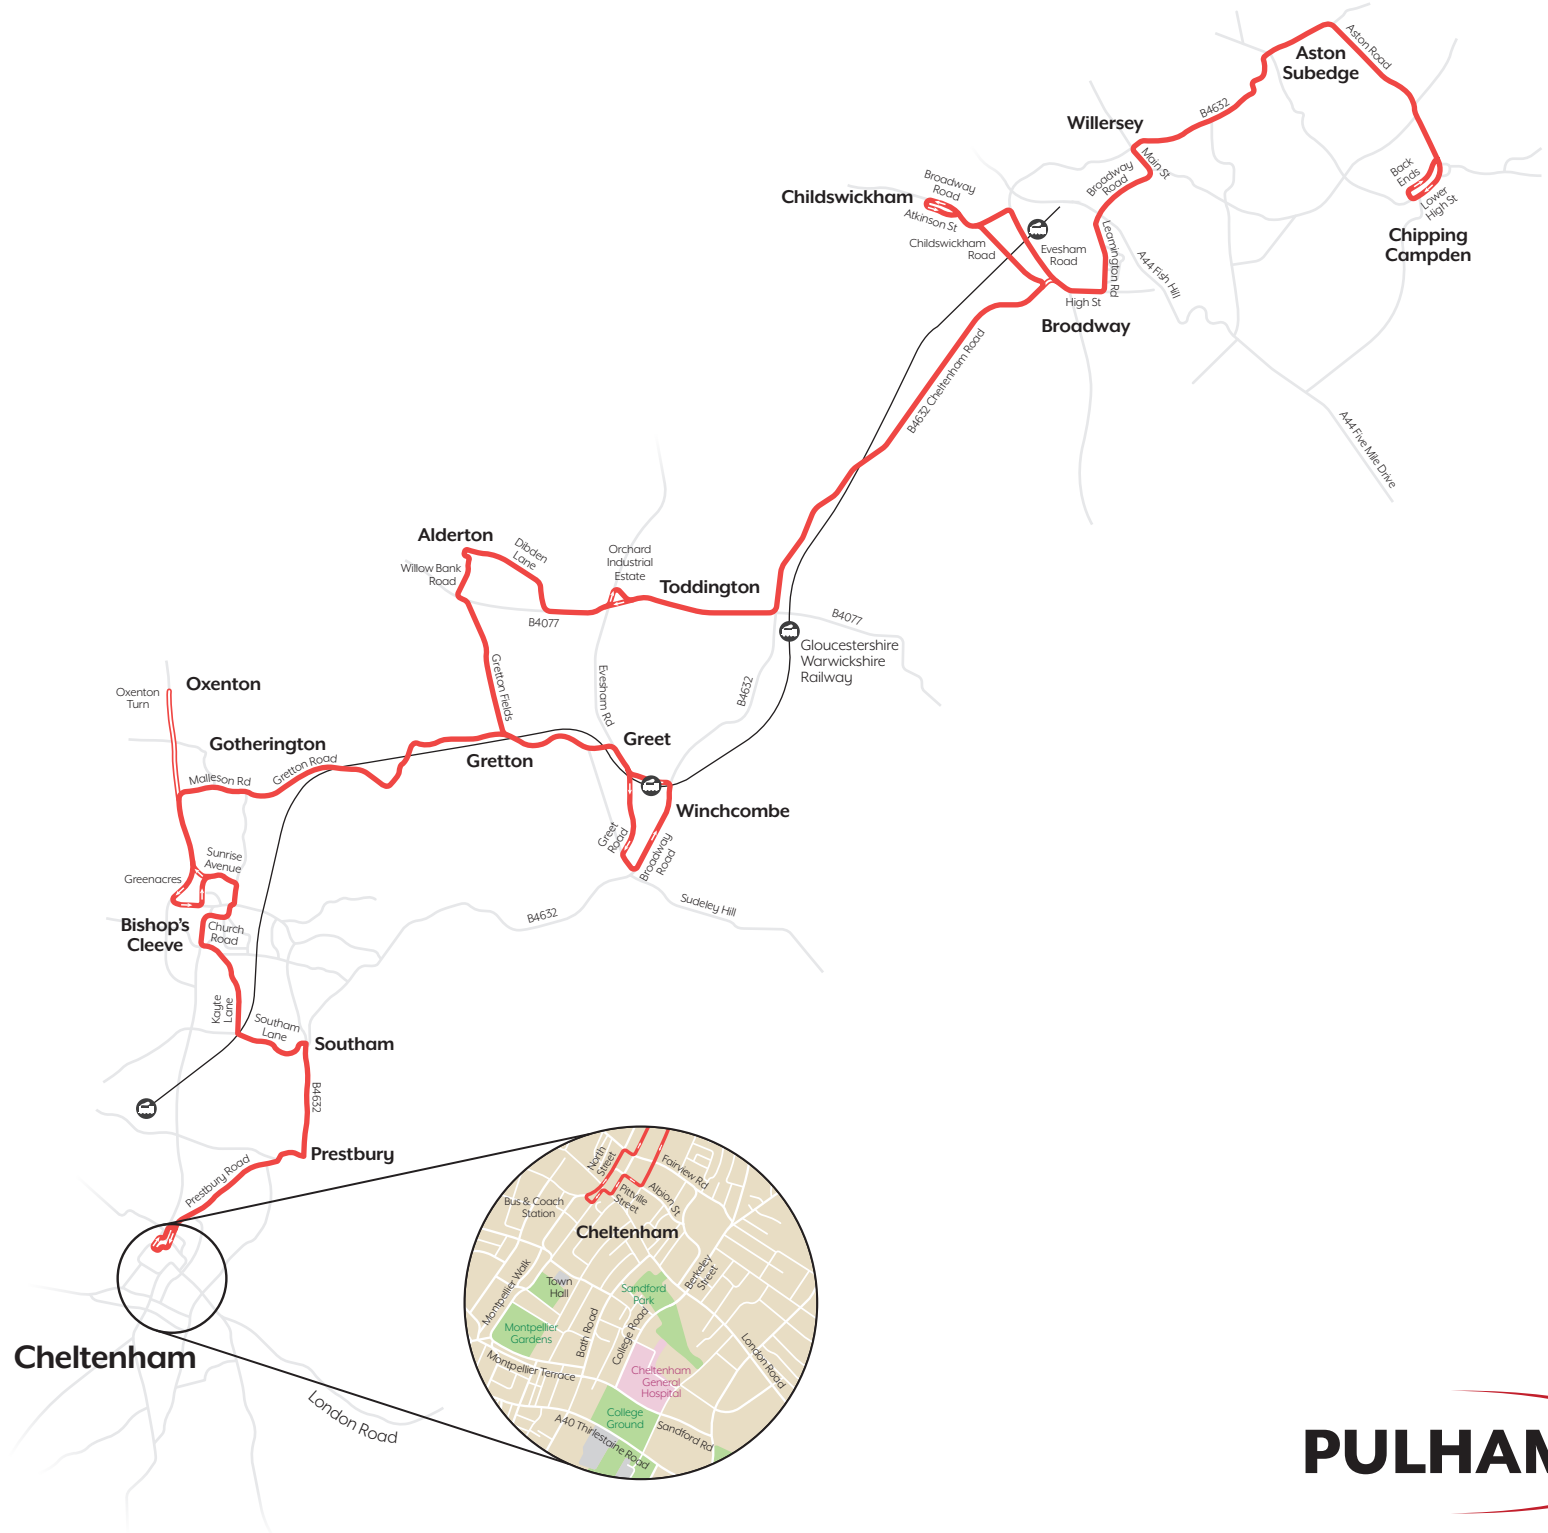 Aston
Subedge
Aston Road
B4632
Willersey
Main St
Broadway
Road
Back
Ends
Lower
High St
Chipping
Campden
Childswickham
Broadway
Road
Atkinson St
Childswickham
Road
Evesham
Road
Leamington Rd
A44 Fish Hill
High St
Broadway
B4632 Cheltenham Road
A44 Five Mile Drive
Alderton
Dibden
Lane
Willow Bank
Road
Orchard
Industrial
Estate
Toddington
B4077
B4077
Gloucestershire
Warwickshire
Railway
Gretton Fields
Evesham Rd
B4632
Oxenton
Oxenton
Turn
Gotherington
Malleson Rd
Gretton Road
Gretton
Greet
Winchcombe
Greet
Road
Broadway
Road
Sudeley Hill
B4632
Sunrise
Avenue
Greenacres
Bishop's
Cleeve
Church
Road
Kayte
Lane
Southam
Lane
Southam
B4632
Prestbury
Prestbury Road
Cheltenham
London Road
North
Street
Fairview Rd
Pittville
Street
Albion St
Bus & Coach
Station
Cheltenham
Berkeley
Street
Montpellier Walk
Town
Hall
Sandford
Park
Montpellier
Gardens
Bath Road
College Road
London Road
Montpellier Terrace
Cheltenham
General
Hospital
College
Ground
A40 Thirlestaine Road
Sandford Rd
PULHAM